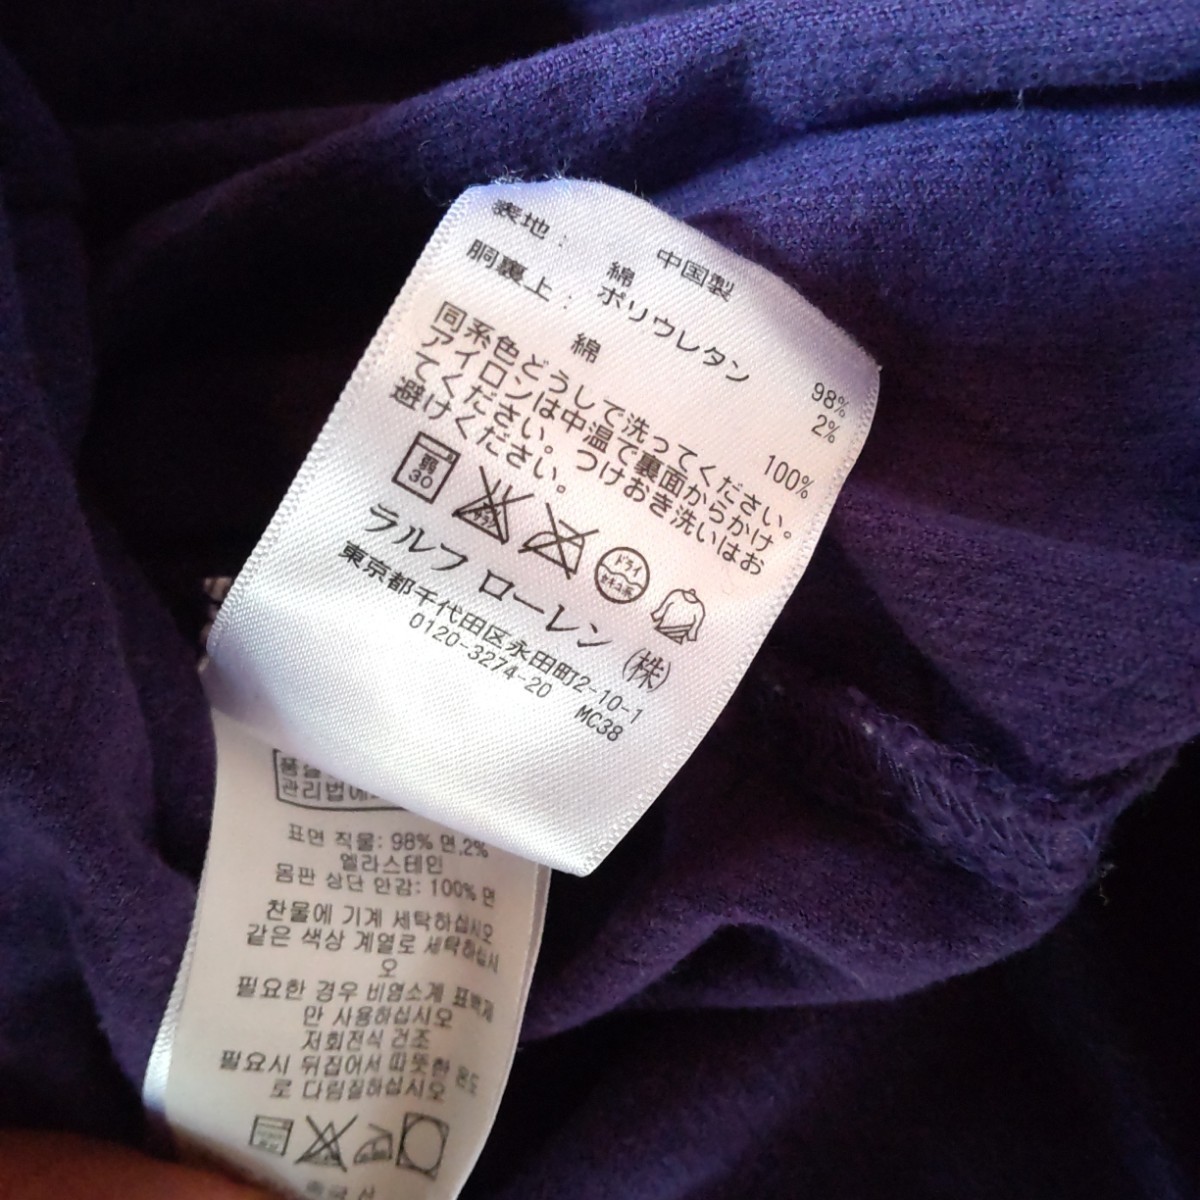 中国製
表地:
綿 98%
ポリウレタン 2%
胴裏上:
綿 100%
同系色どうしで洗ってください。
アイロンは中温で裏面からかけ
てください。つけおき洗いはお
避けください。
弱
30
ドライ
セキユ系
ラルフ ローレン(株)
東京都千代田区永田町2-10-1
0120-3274-20 MC38
관리법에
표면 직물: 98% 면,2%
엘라스테인
몸판 상단 안감: 100% 면
찬물에 기계 세탁하십시오
같은 색상 계열로 세탁하십시
오
필요한 경우 비염소계 표백제
만 사용하십시오
저회전식 건조
필요시 뒤집어서 따뜻한 온도
로 다림질하십시오